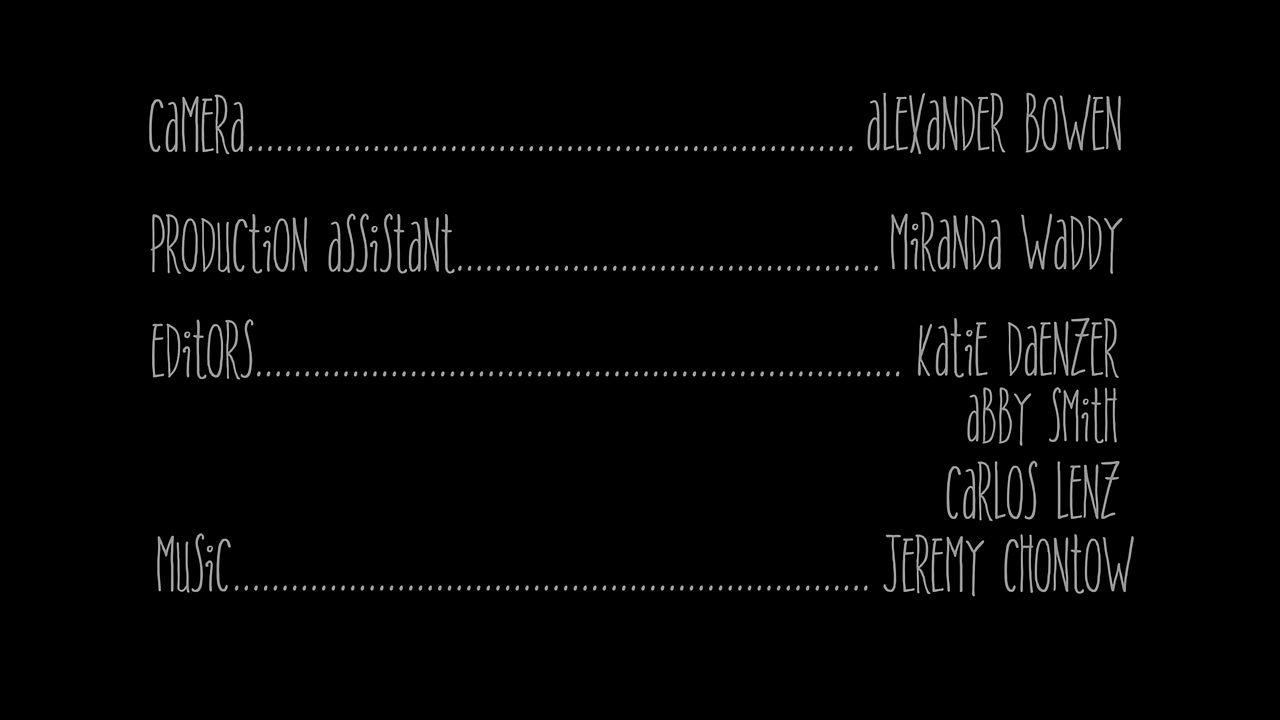 CaMERa............................................................... aLEXaNDER BOWEN
PRODuCtiON aSSiStaNt............................................ MiRaNDa WaDDY
EDitORS................................................................... KatiE DaENZER
aBBY SMitH
CaRLOS LENZ
MuSiC.................................................................. JEREMY CHONtOW